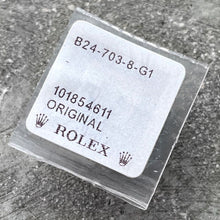 B24-703-8-G1
101854611
ORIGINAL
ROLEX